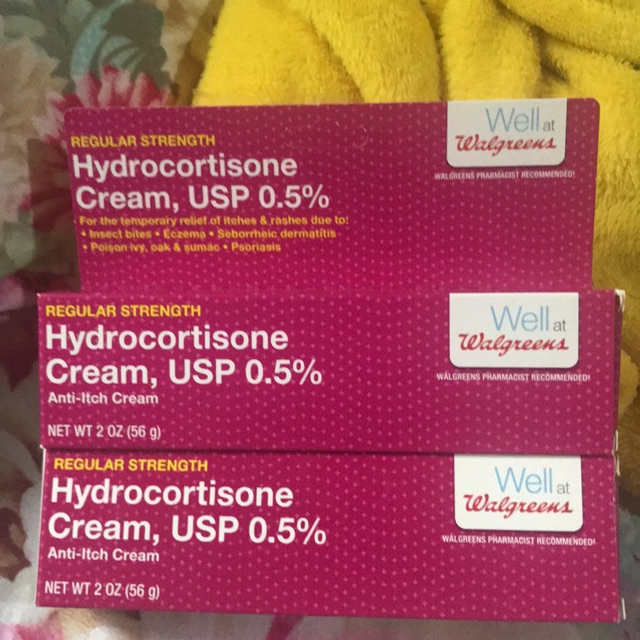 REGULAR STRENGTH
Hydrocortisone
Cream, USP 0.5%
For the temporary relief of itches & rashes due to:
• Insect bites • Eczema • Seborrheic dermatitis
• Poison ivy, oak & sumac • Psoriasis
Well at
Walgreens
WALGREENS PHARMACIST RECOMMENDED!
REGULAR STRENGTH
Hydrocortisone
Cream, USP 0.5%
Anti-Itch Cream
NET WT 2 OZ (56 g)
Well at
Walgreens
WALGREENS PHARMACIST RECOMMENDED!
REGULAR STRENGTH
Hydrocortisone
Cream, USP 0.5%
Anti-Itch Cream
NET WT 2 OZ (56 g)
Well at
Walgreens
WALGREENS PHARMACIST RECOMMENDED!